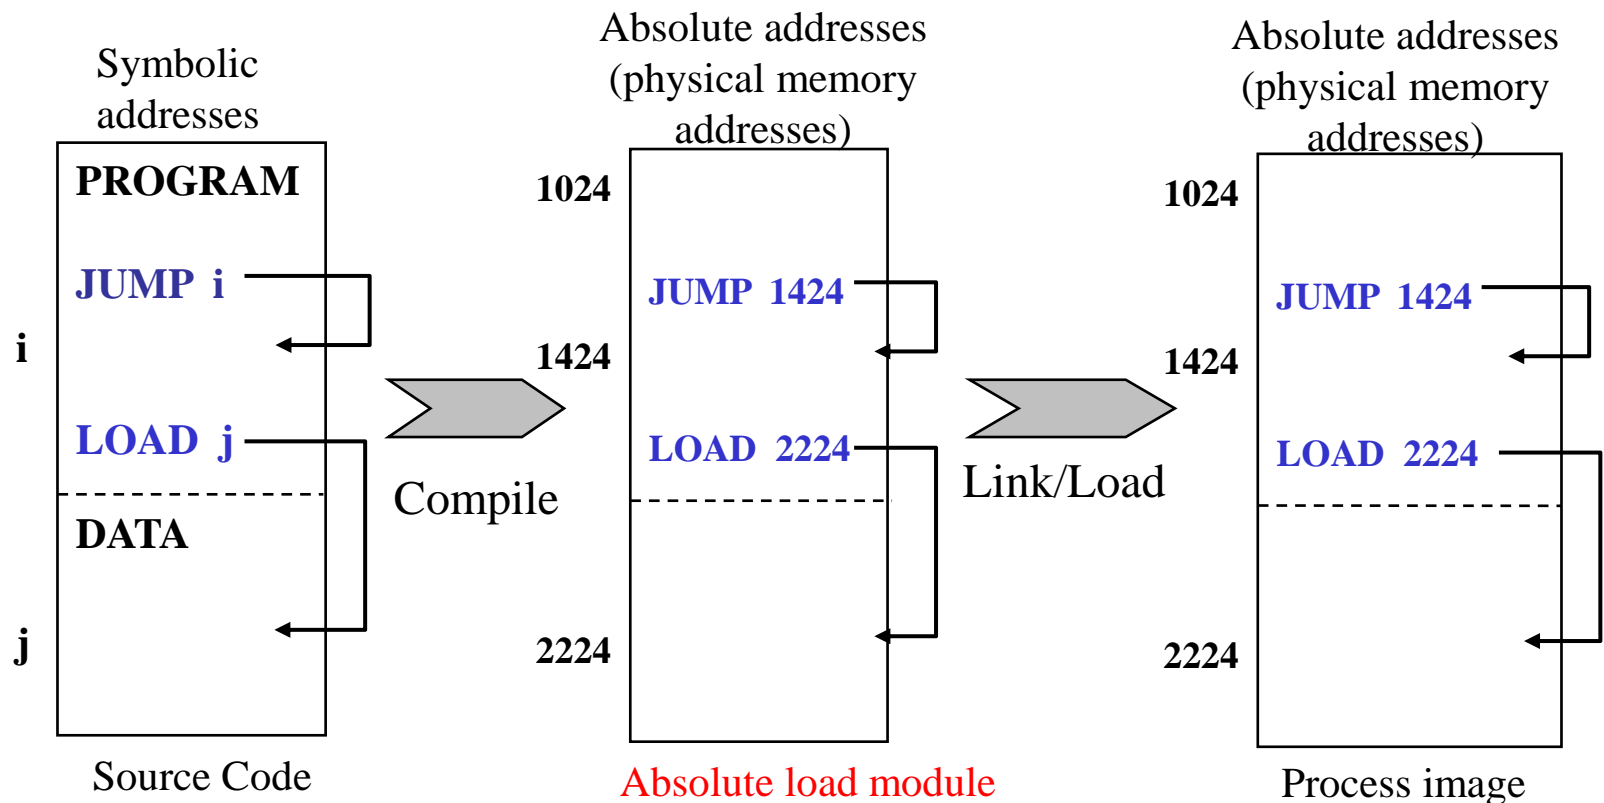 Symbolic
addresses
PROGRAM
JUMP i
i
LOAD j
DATA
j
Source Code
Compile
Absolute addresses
(physical memory
addresses)
1024
JUMP 1424
1424
LOAD 2224
2224
Absolute load module
Link/Load
Absolute addresses
(physical memory
addresses)
1024
JUMP 1424
1424
LOAD 2224
2224
Process image